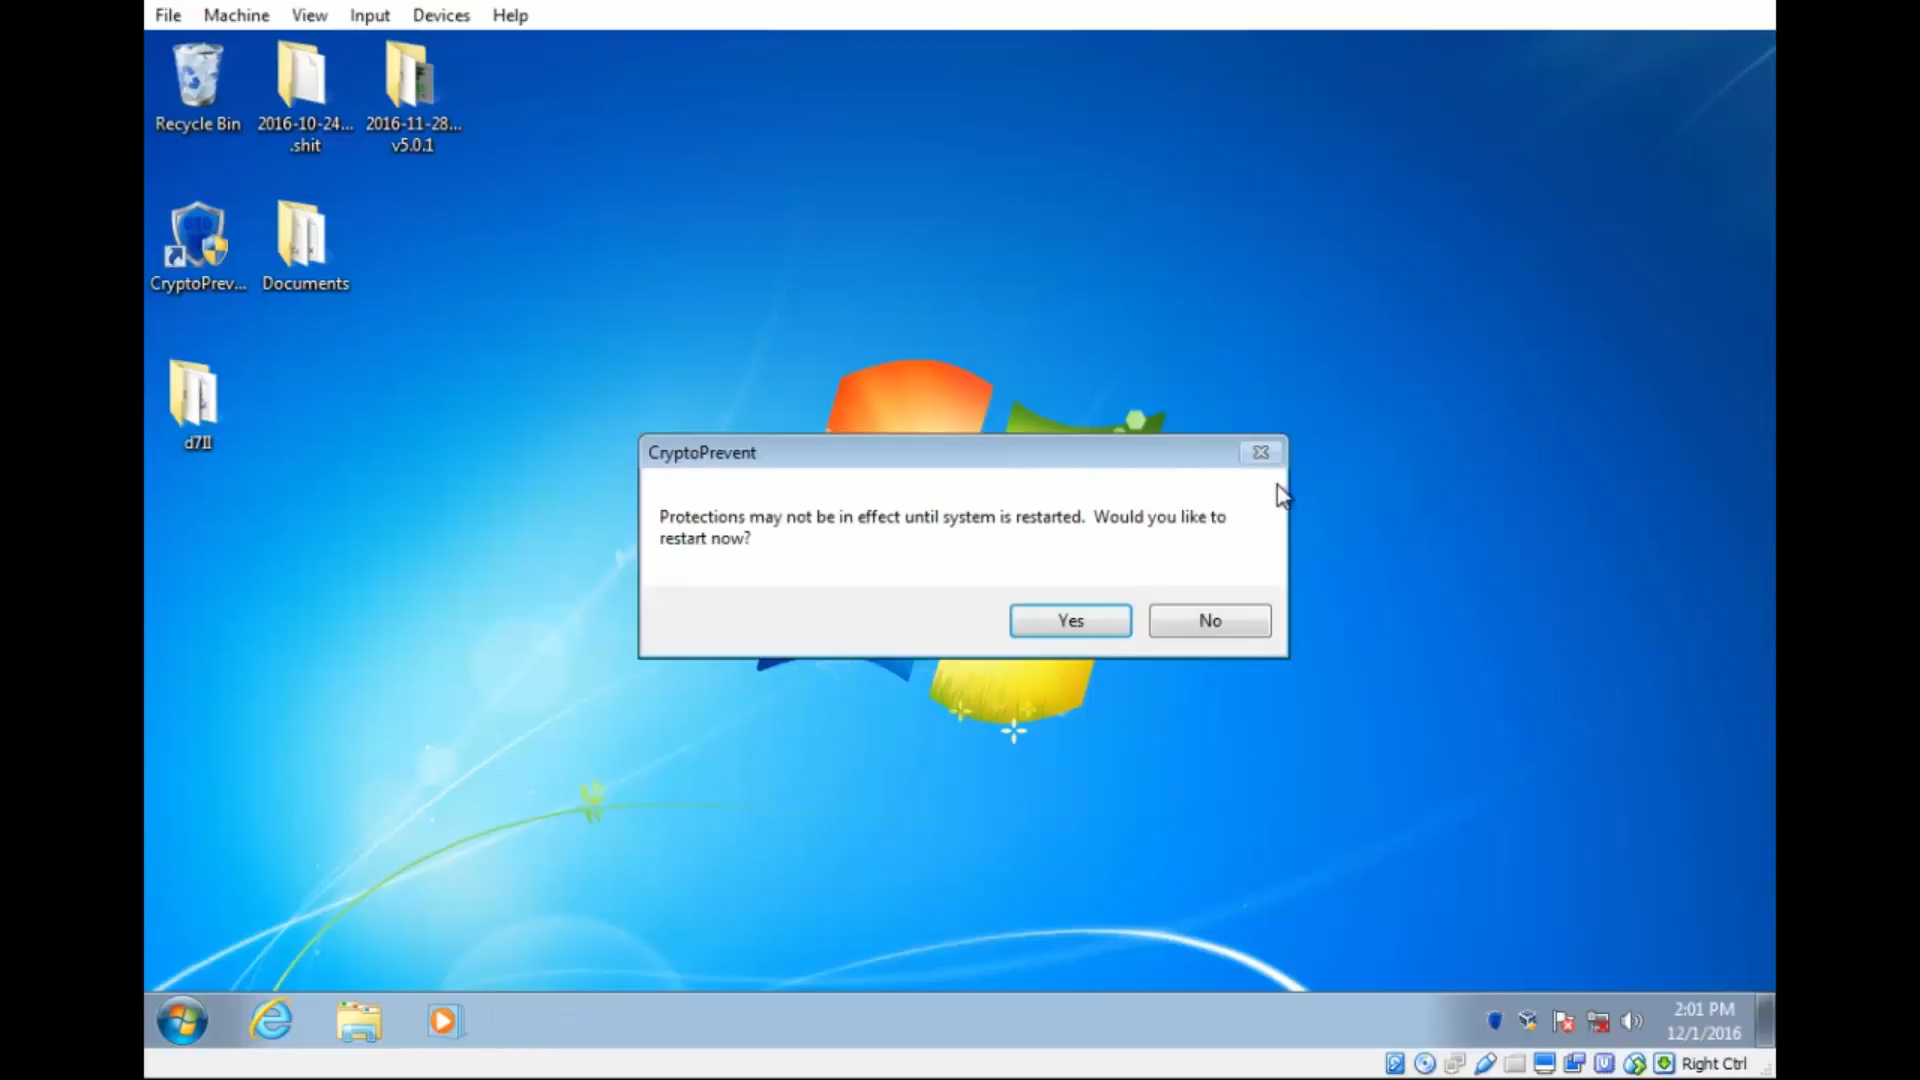 File Machine View Input Devices Help
Recycle Bin
2016-10-24...
.shit
2016-11-28...
v5.0.1
CryptoPrev...
Documents
d7II
CryptoPrevent
Protections may not be in effect until system is restarted. Would you like to
restart now?
Yes
No
2:01 PM
12/1/2016
Right Ctrl